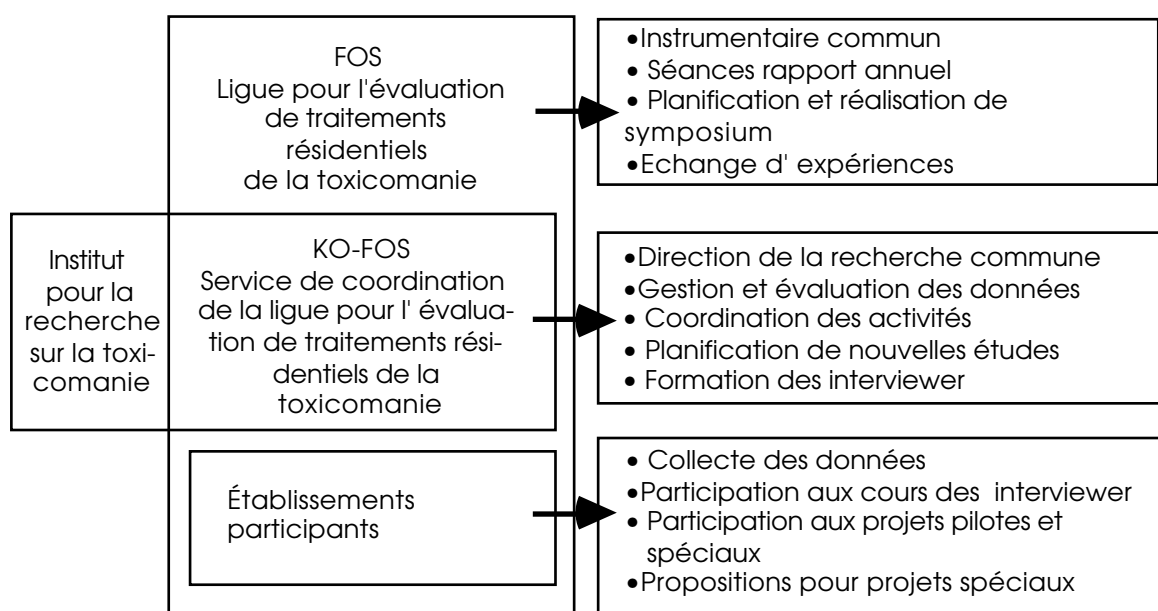 FOS
Ligue pour l'évaluation
de traitements
résidentiels
de la toxicomanie
•Instrumentaire commun
• Séances rapport annuel
• Planification et réalisation de
symposium
•Echange d' expériences
Institut
pour la
recherche
sur la toxi-
comanie
KO-FOS
Service de coordination
de la ligue pour l' évalua-
tion de traitements rési-
dentiels de la
toxicomanie
•Direction de la recherche commune
•Gestion et évaluation des données
• Coordination des activités
• Planification de nouvelles études
• Formation des interviewer
Établissements
participants
• Collecte des données
•Participation aux cours des interviewer
• Participation aux projets pilotes et
spéciaux
•Propositions pour projets spéciaux